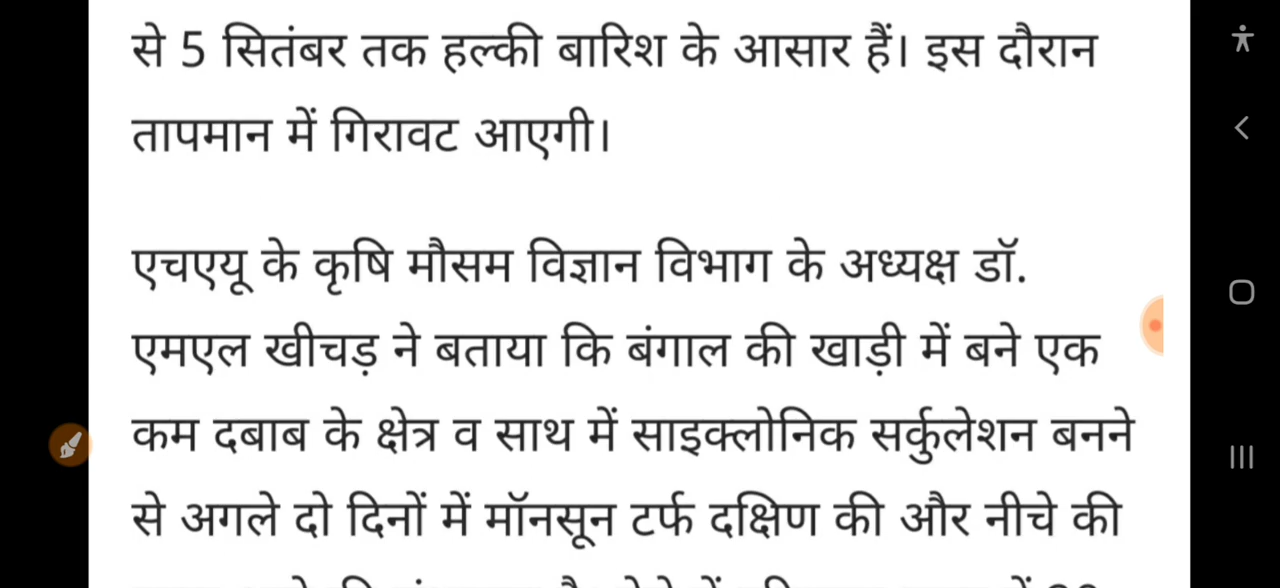 से 5 सितंबर तक हल्की बारिश के आसार हैं। इस दौरान
तापमान में गिरावट आएगी।
एचएयू के कृषि मौसम विज्ञान विभाग के अध्यक्ष डॉ.
एमएल खीचड़ ने बताया कि बंगाल की खाड़ी में बने एक
कम दबाब के क्षेत्र व साथ में साइक्लोनिक सर्कुलेशन बनने
से अगले दो दिनों में मॉनसून टर्फ दक्षिण की और नीचे की